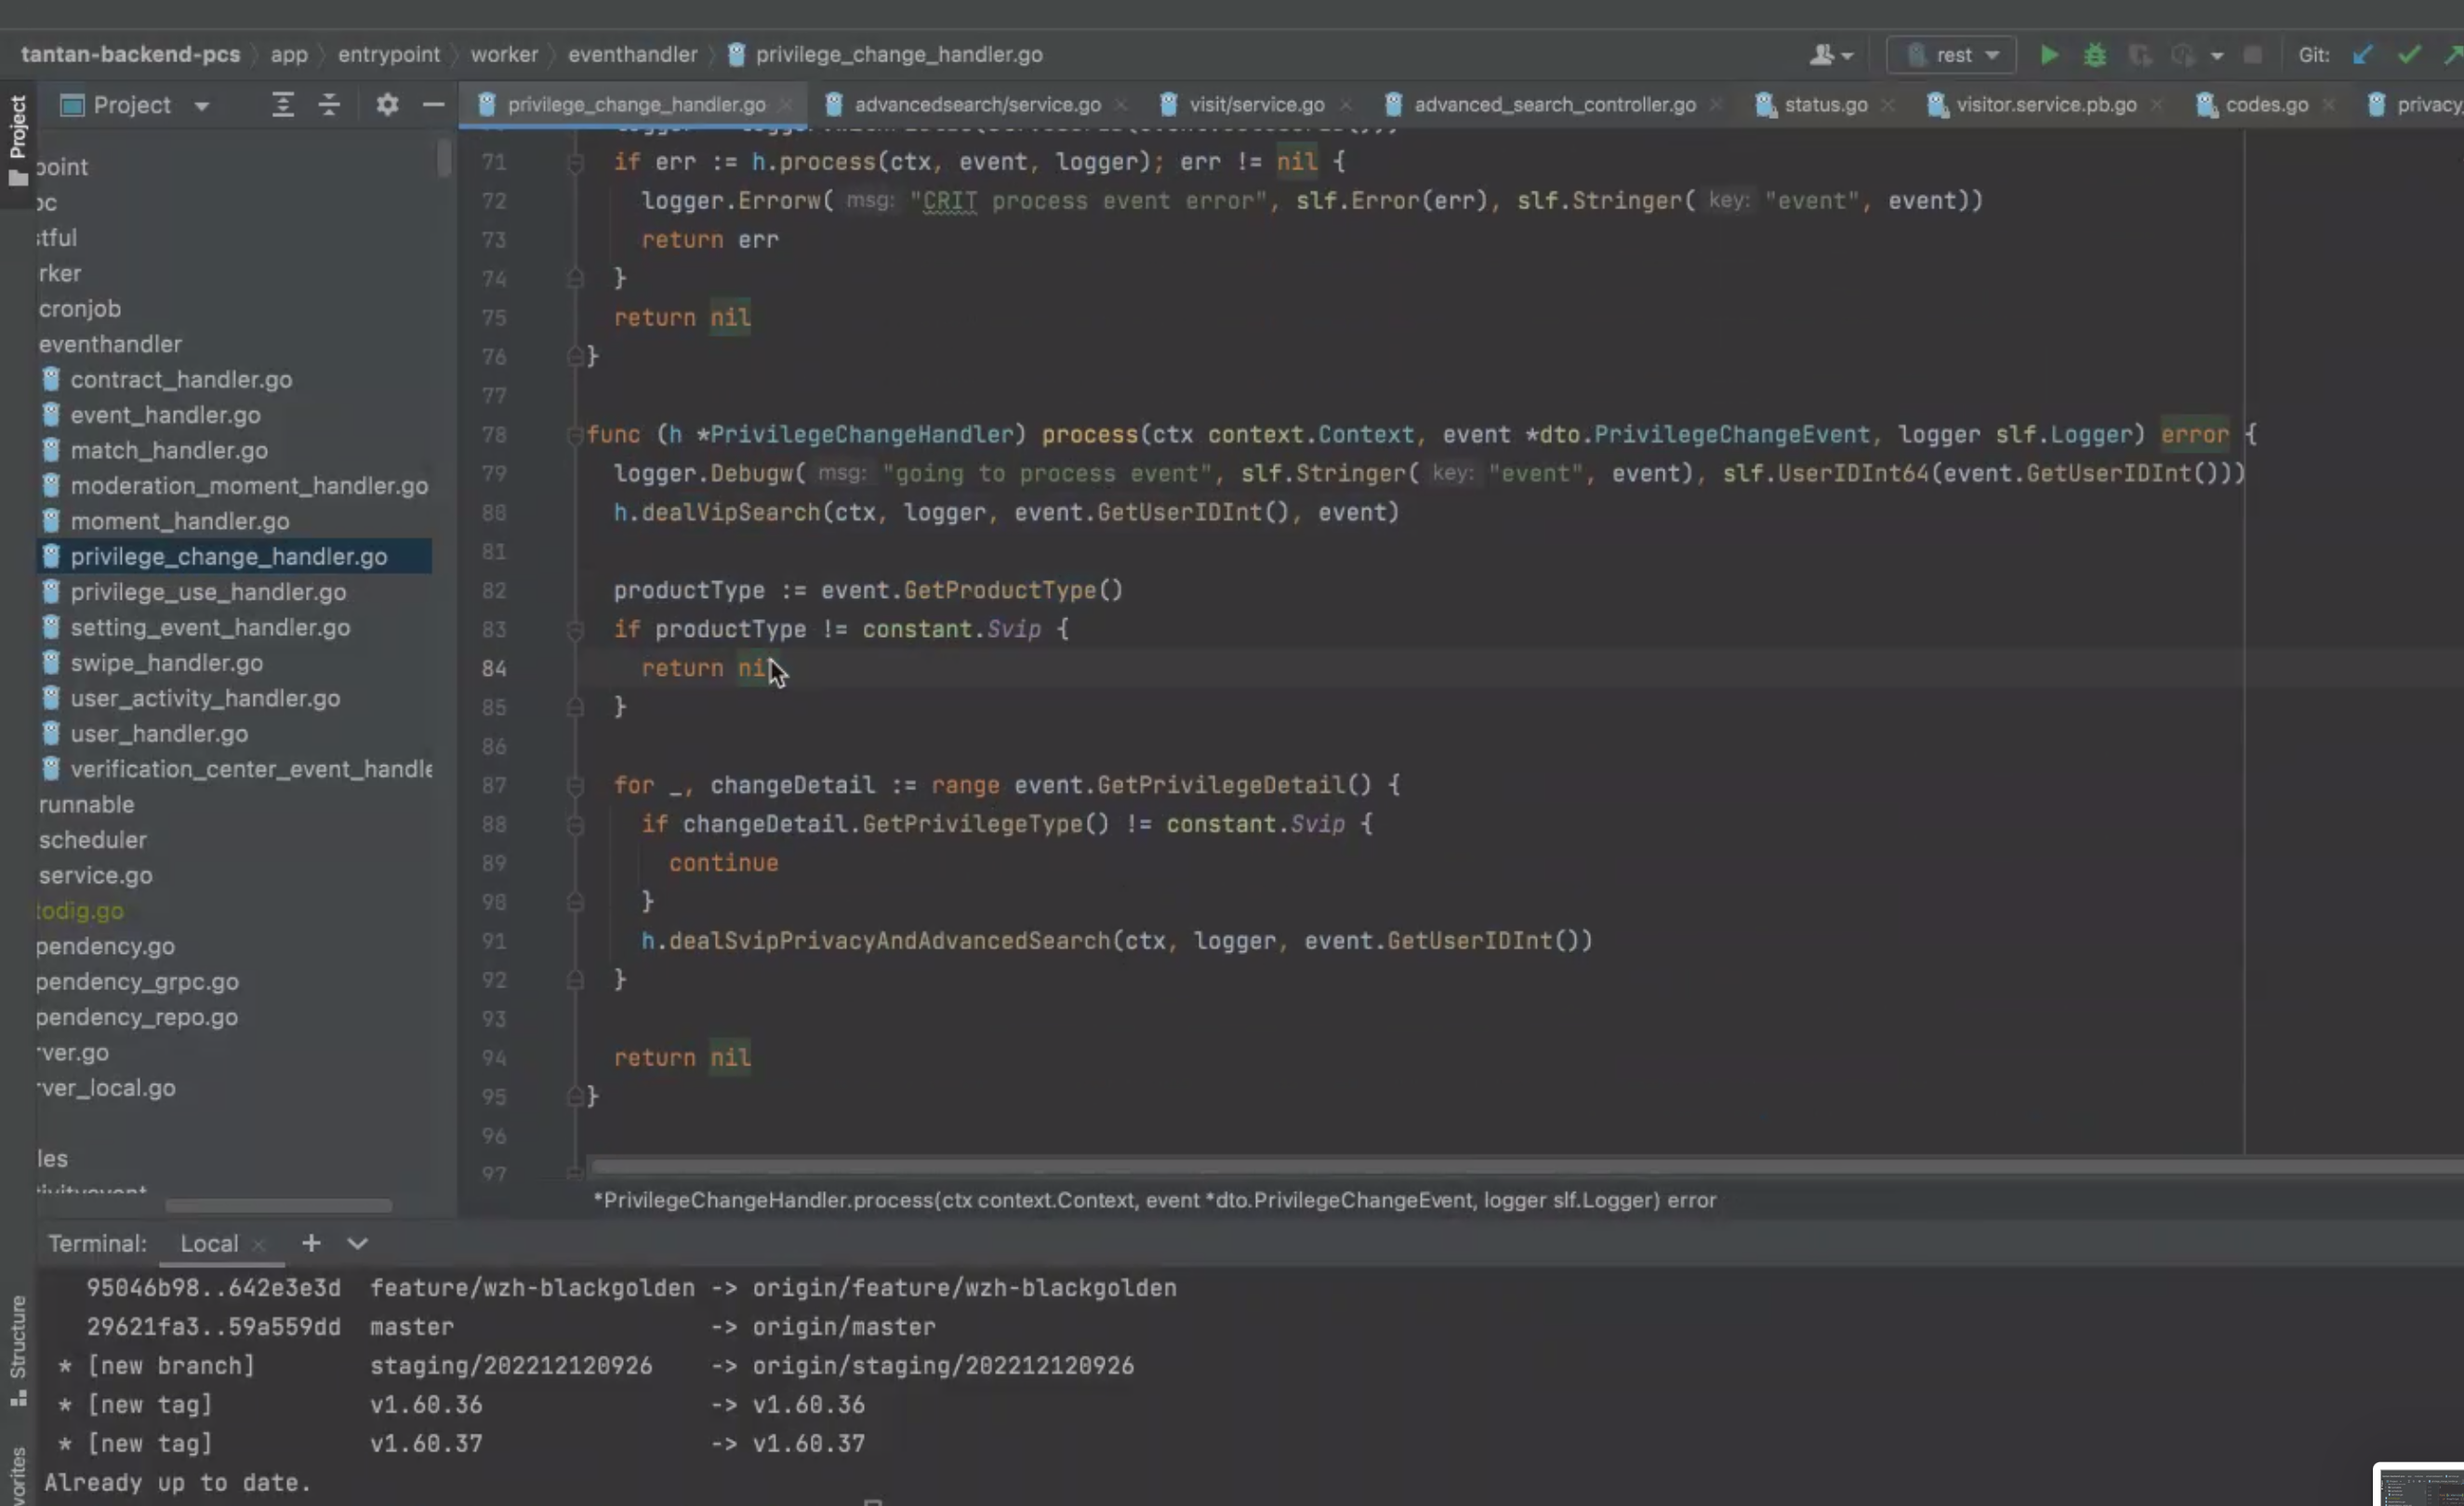 tantan-backend-pcs app entrypoint worker eventhandler privilege_change_handler.go rest Git:
Project
Project privilege_change_handler.go advancedsearch/service.go visit/service.go advanced_search_controller.go status.go visitor.service.pb.go codes.go
point
stful
rker
cronjob
eventhandler
contract_handler.go
event_handler.go
match_handler.go
moderation_moment_handler.go
moment_handler.go
privilege_change_handler.go
privilege_use_handler.go
setting_event_handler.go
swipe_handler.go
user_activity_handler.go
user_handler.go
verification_center_event_handle
runnable
scheduler
service.go
todig.go
pendency.go
pendency_grpc.go
pendency_repo.go
rver.go
rver_local.go
les
71 if err := h.process(ctx, event, logger); err != nil {
72 logger.Errorw( msg: "CRIT process event error", slf.Error(err), slf.Stringer( key: "event", event))
73 return err
74 }
75 return nil
76 }
77
78 func (h *PrivilegeChangeHandler) process(ctx context.Context, event *dto.PrivilegeChangeEvent, logger slf.Logger) error {
79 logger.Debugw( msg: "going to process event", slf.Stringer( key: "event", event), slf.UserIDInt64(event.GetUserIDInt()))
80 h.dealVipSearch(ctx, logger, event.GetUserIDInt(), event)
81
82 productType := event.GetProductType()
83 if productType != constant.Svip {
84 return nil
85 }
86
87 for _, changeDetail := range event.GetPrivilegeDetail() {
88 if changeDetail.GetPrivilegeType() != constant.Svip {
89 continue
90 }
91 h.dealSvipPrivacyAndAdvancedSearch(ctx, logger, event.GetUserIDInt())
92 }
93
94 return nil
95 }
96
97
*PrivilegeChangeHandler.process(ctx context.Context, event *dto.PrivilegeChangeEvent, logger slf.Logger) error
Terminal: Local
95046b98..642e3e3d feature/wzh-blackgolden -> origin/feature/wzh-blackgolden
29621fa3..59a559dd master -> origin/master
* [new branch] staging/202212120926 -> origin/staging/202212120926
* [new tag] v1.60.36 -> v1.60.36
* [new tag] v1.60.37 -> v1.60.37
Already up to date.
Structure
vorites